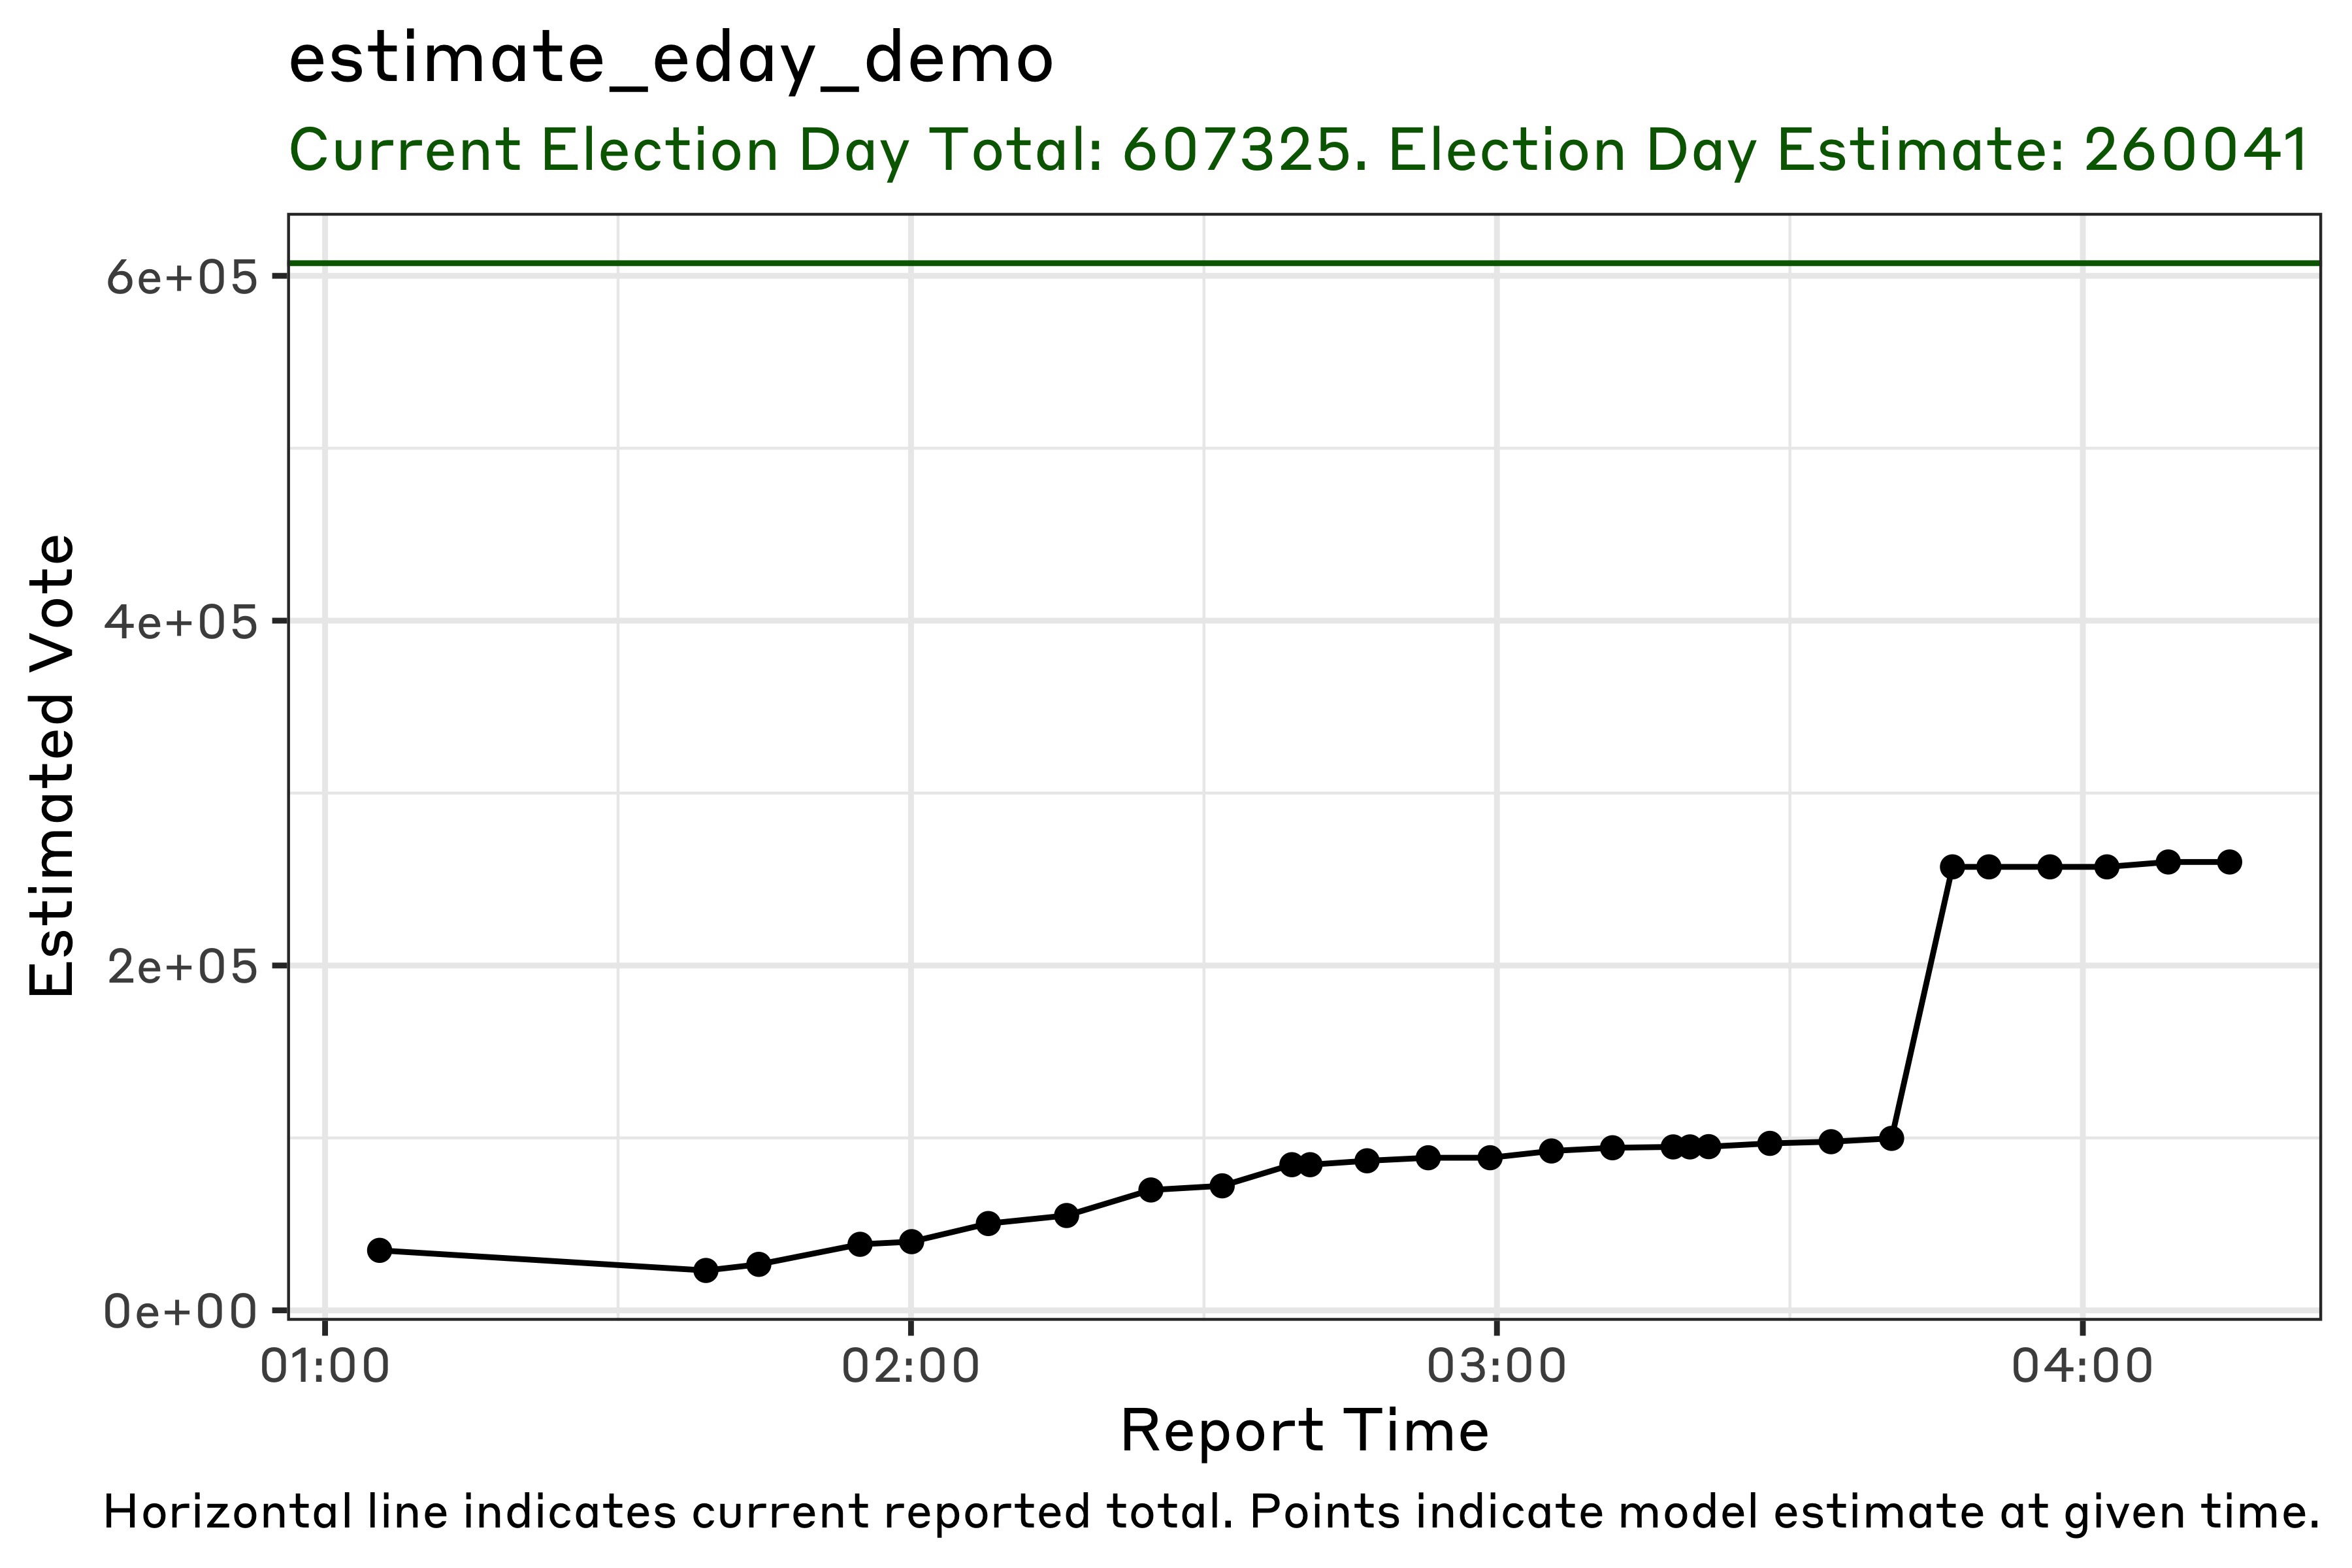 estimate_eday_demo
Current Election Day Total: 607325. Election Day Estimate: 260041
Estimated Vote
6e+05
4e+05
2e+05
0e+00
01:00 02:00 03:00 04:00
Report Time
Horizontal line indicates current reported total. Points indicate model estimate at given time.